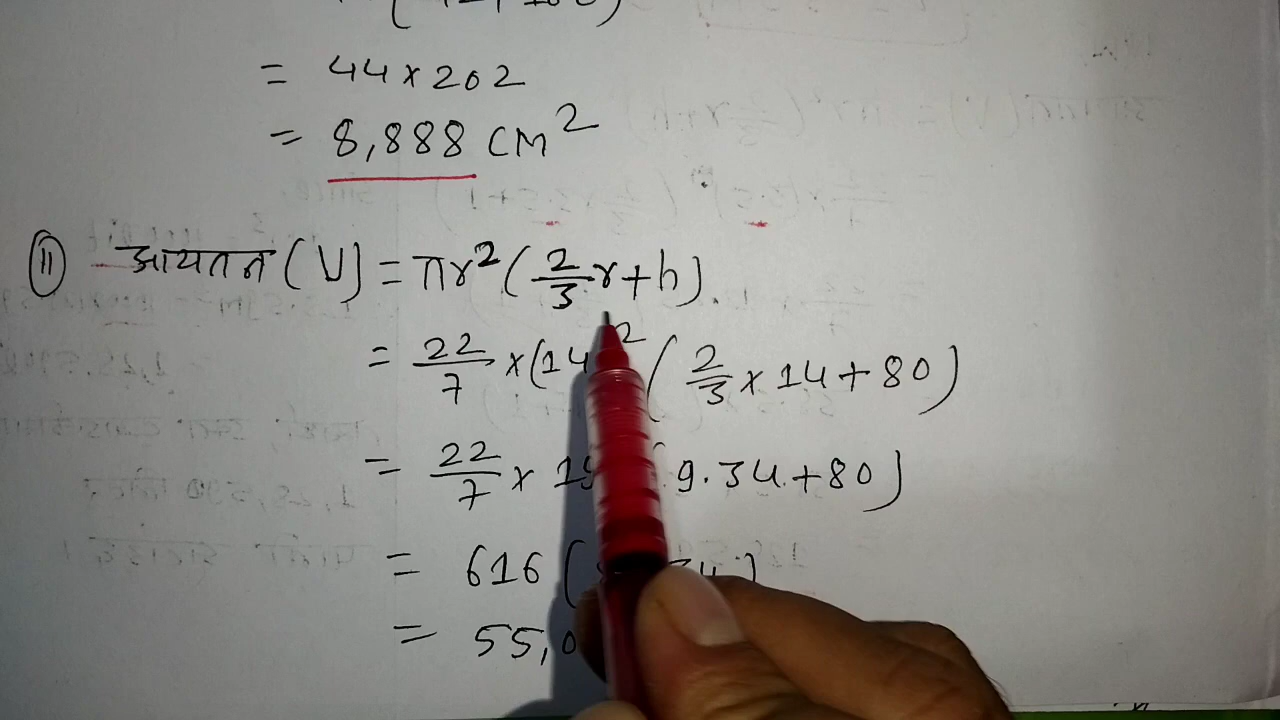 = 44 × 202
= 8,888 CM²
(ii) आयतन (V) = πr² (2/3 r + h)
= 22/7 × (14 ² (2/3 × 14 + 80)
= 22/7 × 19 9.34 + 80)
= 616 (
= 55,0